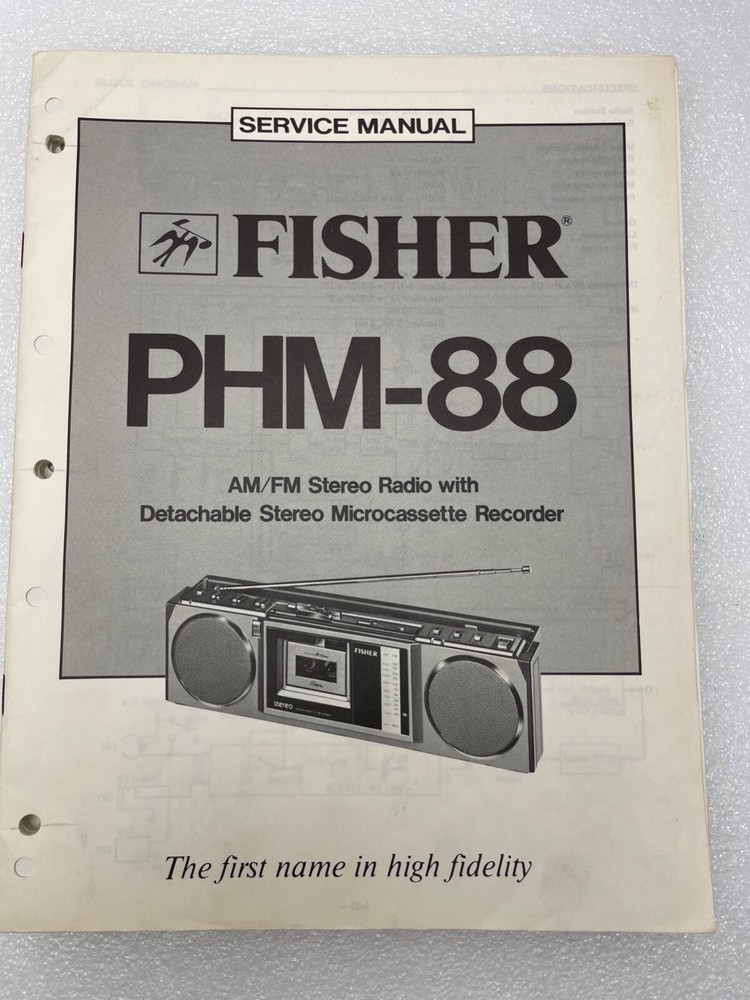 SERVICE MANUAL
FISHER®
PHM-88
AM/FM Stereo Radio with
Detachable Stereo Microcassette Recorder
FISHER
stereo
The first name in high fidelity